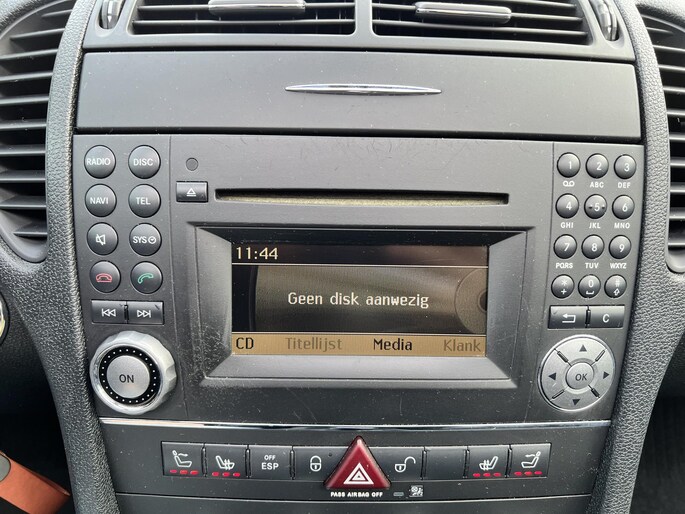 RADIO DISC
NAVI TEL
SYS
ON
11:44
Geen disk aanwezig
CD Titellijst Media Klank
1 2 3
ABC DEF
4 5 6
GHI JKL MNO
7 8 9
PQRS TUV WXYZ
* 0 #
+
C
OK
OFF
ESP
PASS AIRBAG OFF